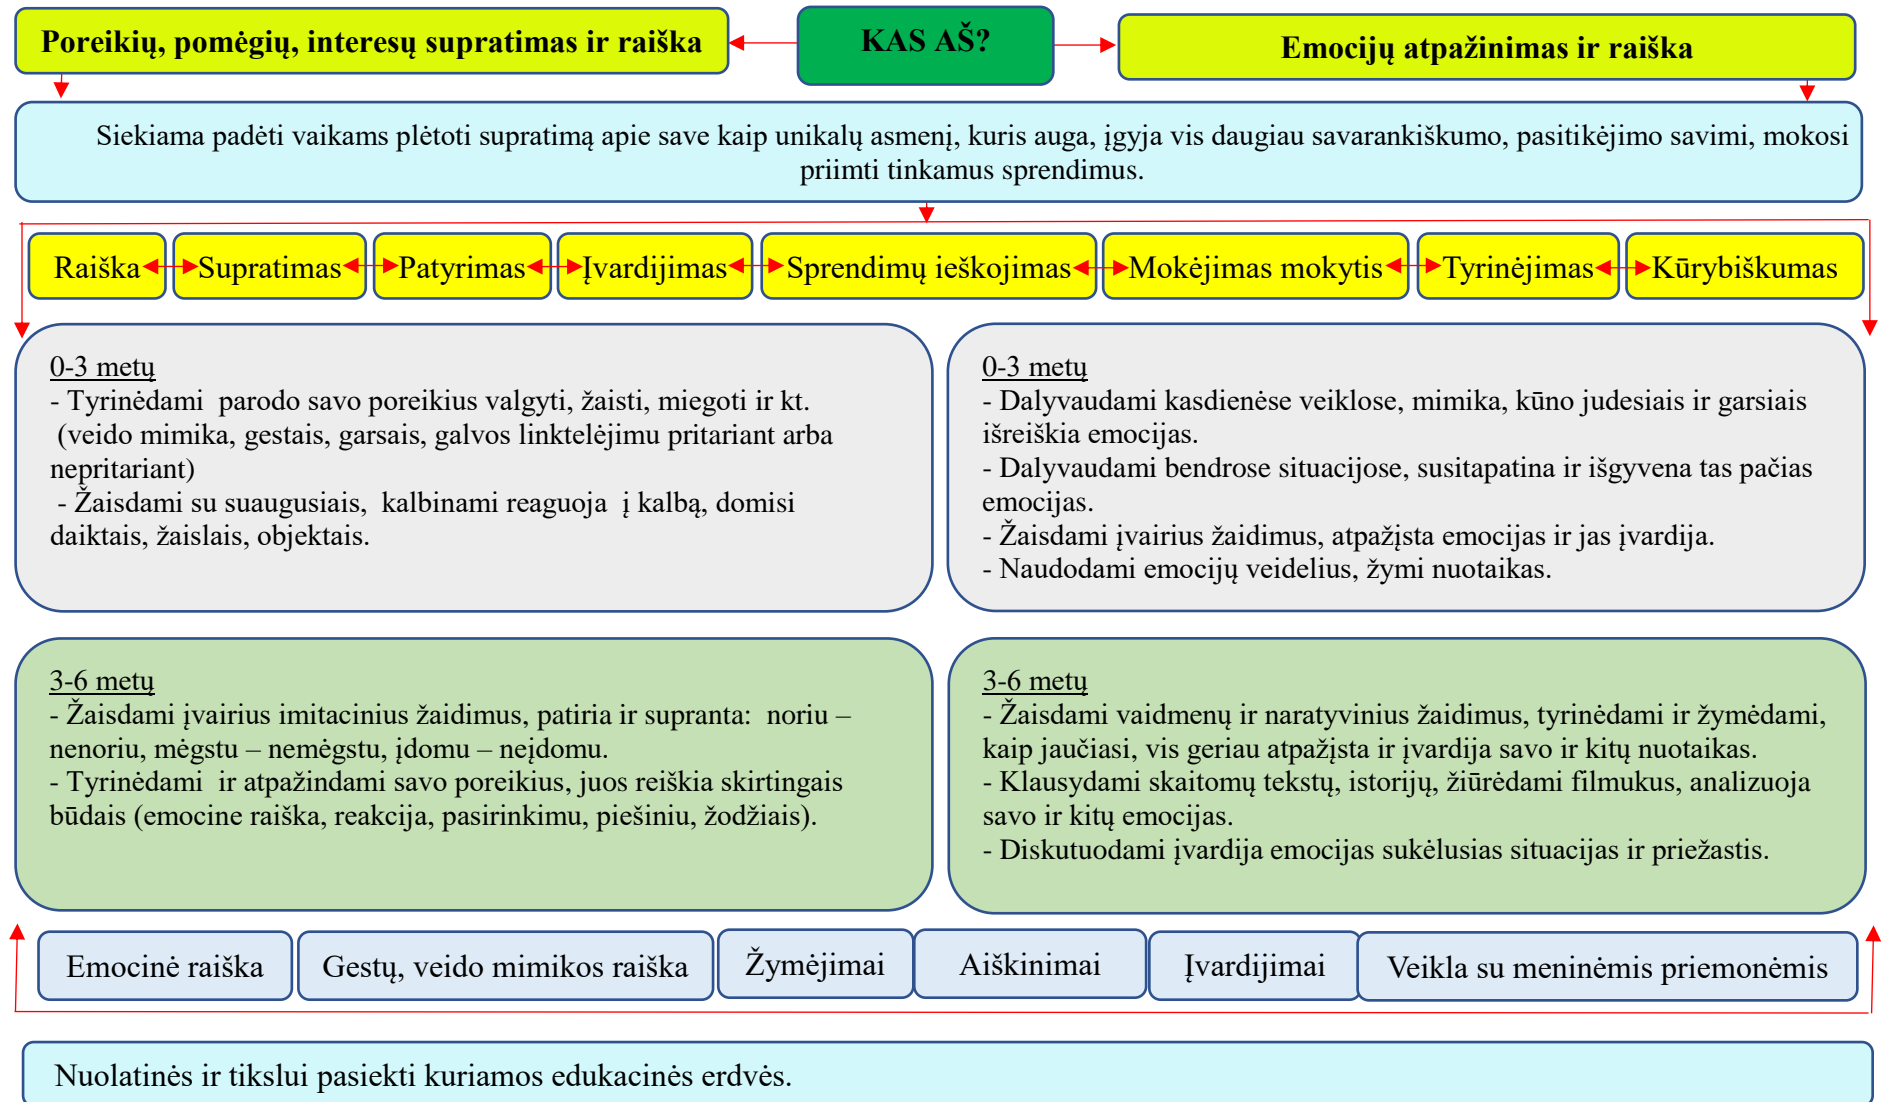 Poreikių, pomėgių, interesų supratimas ir raiška
KAS AŠ?
Emocijų atpažinimas ir raiška
Siekiama padėti vaikams plėtoti supratimą apie save kaip unikalų asmenį, kuris auga, įgyja vis daugiau savarankiškumo, pasitikėjimo savimi, mokosi
priimti tinkamus sprendimus.
Raiška
Supratimas
Patyrimas
Įvardijimas
Sprendimų ieškojimas
Mokėjimas mokytis
Tyrinėjimas
Kūrybiškumas
0-3 metų
- Tyrinėdami parodo savo poreikius valgyti, žaisti, miegoti ir kt.
(veido mimika, gestais, garsais, galvos linktelėjimu pritariant arba
nepritariant)
- Žaisdami su suaugusiais, kalbinami reaguoja į kalbą, domisi
daiktais, žaislais, objektais.
0-3 metų
- Dalyvaudami kasdienėse veiklose, mimika, kūno judesiais ir garsiais
išreiškia emocijas.
- Dalyvaudami bendrose situacijose, susitapatina ir išgyvena tas pačias
emocijas.
- Žaisdami įvairius žaidimus, atpažįsta emocijas ir jas įvardija.
- Naudodami emocijų veidelius, žymi nuotaikas.
3-6 metų
- Žaisdami įvairius imitacinius žaidimus, patiria ir supranta: noriu –
nenoriu, mėgstu – nemėgstu, įdomu – neįdomu.
- Tyrinėdami ir atpažindami savo poreikius, juos reiškia skirtingais
būdais (emocine raiška, reakcija, pasirinkimu, piešiniu, žodžiais).
3-6 metų
- Žaisdami vaidmenų ir naratyvinius žaidimus, tyrinėdami ir žymėdami,
kaip jaučiasi, vis geriau atpažįsta ir įvardija savo ir kitų nuotaikas.
- Klausydami skaitomų tekstų, istorijų, žiūrėdami filmukus, analizuoja
savo ir kitų emocijas.
- Diskutuodami įvardija emocijas sukėlusias situacijas ir priežastis.
Emocinė raiška
Gestų, veido mimikos raiška
Žymėjimai
Aiškinimai
Įvardijimai
Veikla su meninėmis priemonėmis
Nuolatinės ir tikslui pasiekti kuriamos edukacinės erdvės.